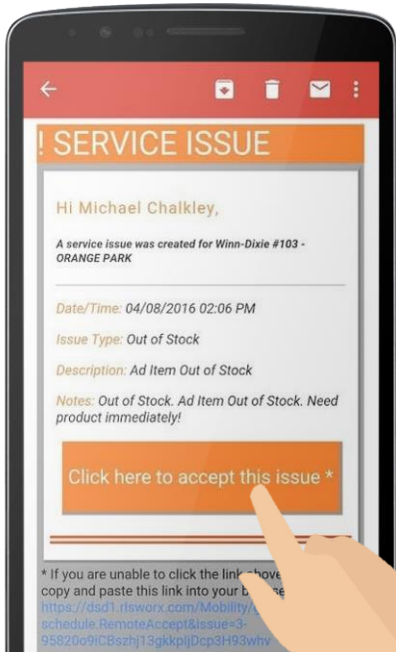 ! SERVICE ISSUE
Hi Michael Chalkley,
A service issue was created for Winn-Dixie #103 -
ORANGE PARK
Date/Time: 04/08/2016 02:06 PM
Issue Type: Out of Stock
Description: Ad Item Out of Stock
Notes: Out of Stock. Ad Item Out of Stock. Need
product immediately!
Click here to accept this issue *
* If you are unable to click the link above
copy and paste this link into your
https://dsd1.rlsworx.com/Mobility/
schedule.RemoteAccept&issue=3-